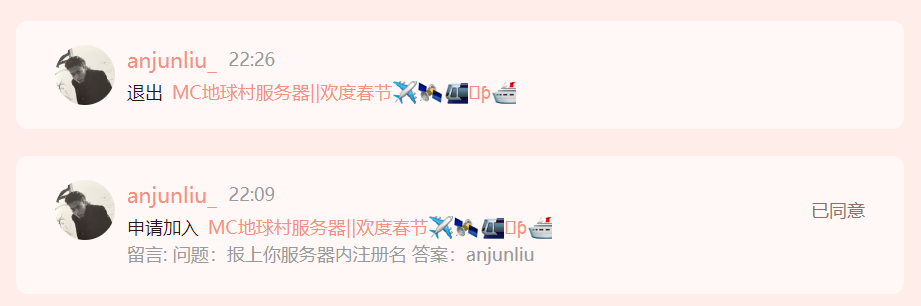 anjunliu_ 22:26
退出 MC地球村服务器||欢度春节✈️🛰️🚈🛳️
anjunliu_ 22:09
已同意
申请加入 MC地球村服务器||欢度春节✈️🛰️🚈🛳️
留言: 问题：报上你服务器内注册名 答案：anjunliu